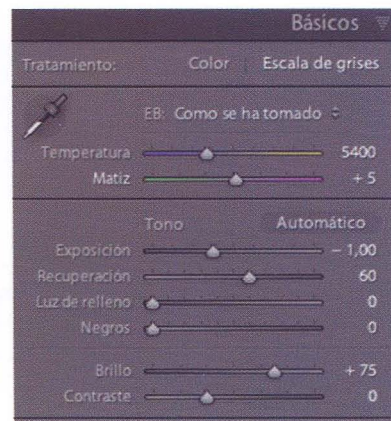 Básicos
Tratamiento: Color Escala de grises
EB: Como se ha tomado
Temperatura 5400
Matiz + 5
Tono Automático
Exposición − 1,00
Recuperación 60
Luz de relleno 0
Negros 0
Brillo + 75
Contraste 0